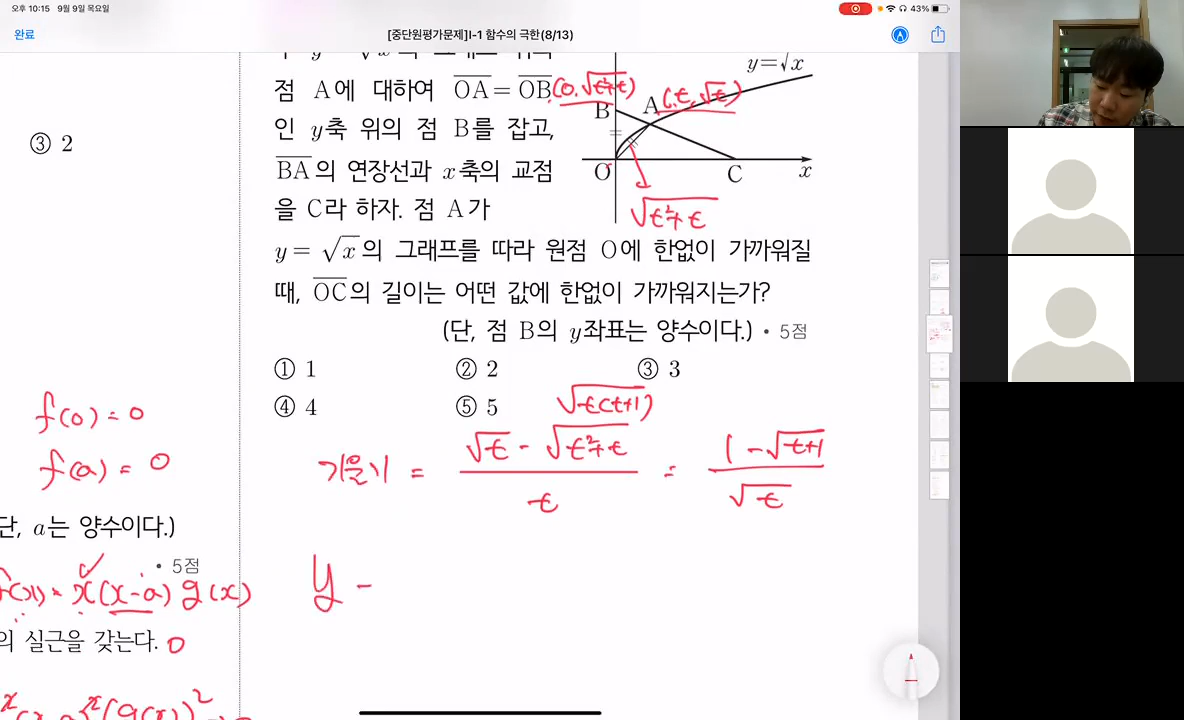 오후 10:15 9월 9일 목요일
43%
완료
[중단원평가문제]I-1 함수의 극한(8/13)
y=√x
점 A에 대하여 OA=OB
(0, √t²+t)
A(t, √t)
B
인 y축 위의 점 B를 잡고,
③ 2
BA의 연장선과 x축의 교점
O C x
을 C라 하자. 점 A가
√t²+t
y=√x의 그래프를 따라 원점 O에 한없이 가까워질
때, OC의 길이는 어떤 값에 한없이 가까워지는가?
(단, 점 B의 y좌표는 양수이다.) • 5점
① 1 ② 2 ③ 3
④ 4 ⑤ 5
√t(t+1)
f(0)=0
f(a)=0
기울기 = (√t - √t²+t)/t = (1-√t+1)/√t
단, a는 양수이다.)
• 5점
f(x)=x(x-a)g(x)
y -
의 실근을 갖는다. 0